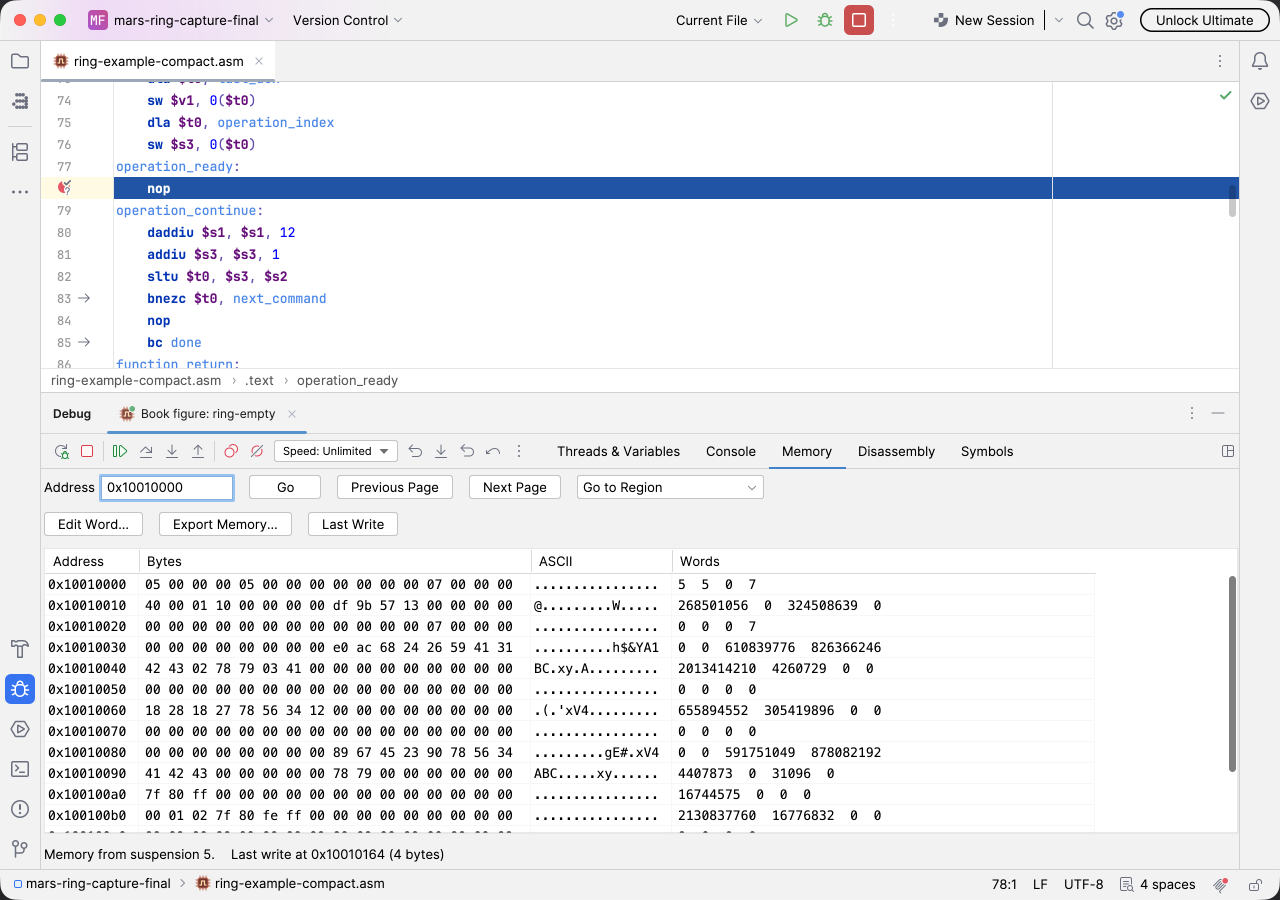 MF mars-ring-capture-final Version Control Current File New Session Unlock Ultimate
ring-example-compact.asm
74 sw $v1, 0($t0)
75 dla $t0, operation_index
76 sw $s3, 0($t0)
77 operation_ready:
nop
79 operation_continue:
80 daddiu $s1, $s1, 12
81 addiu $s3, $s3, 1
82 sltu $t0, $s3, $s2
83 bnezc $t0, next_command
84 nop
85 bc done
86 function_return:
ring-example-compact.asm › .text › operation_ready
Debug Book figure: ring-empty
Speed: Unlimited Threads & Variables Console Memory Disassembly Symbols
Address 0x10010000 Go Previous Page Next Page Go to Region
Edit Word... Export Memory... Last Write
Address Bytes ASCII Words
0x10010000 05 00 00 00 05 00 00 00 00 00 00 00 07 00 00 00 ................ 5 5 0 7
0x10010010 40 00 01 10 00 00 00 00 df 9b 57 13 00 00 00 00 @.........W..... 268501056 0 324508639 0
0x10010020 00 00 00 00 00 00 00 00 00 00 00 00 07 00 00 00 ................ 0 0 0 7
0x10010030 00 00 00 00 00 00 00 00 e0 ac 68 24 26 59 41 31 ..........h$&YA1 0 0 610839776 826366246
0x10010040 42 43 02 78 79 03 41 00 00 00 00 00 00 00 00 00 BC.xy.A......... 2013414210 4260729 0 0
0x10010050 00 00 00 00 00 00 00 00 00 00 00 00 00 00 00 00 ................ 0 0 0 0
0x10010060 18 28 18 27 78 56 34 12 00 00 00 00 00 00 00 00 .(.'xV4......... 655894552 305419896 0 0
0x10010070 00 00 00 00 00 00 00 00 00 00 00 00 00 00 00 00 ................ 0 0 0 0
0x10010080 00 00 00 00 00 00 00 00 89 67 45 23 90 78 56 34 .........gE#.xV4 0 0 591751049 878082192
0x10010090 41 42 43 00 00 00 00 00 78 79 00 00 00 00 00 00 ABC.....xy...... 4407873 0 31096 0
0x100100a0 7f 80 ff 00 00 00 00 00 00 00 00 00 00 00 00 00 ................ 16744575 0 0 0
0x100100b0 00 01 02 7f 80 fe ff 00 00 00 00 00 00 00 00 00 ................ 2130837760 16776832 0 0
Memory from suspension 5. Last write at 0x10010164 (4 bytes)
mars-ring-capture-final › ring-example-compact.asm 78:1 LF UTF-8 4 spaces